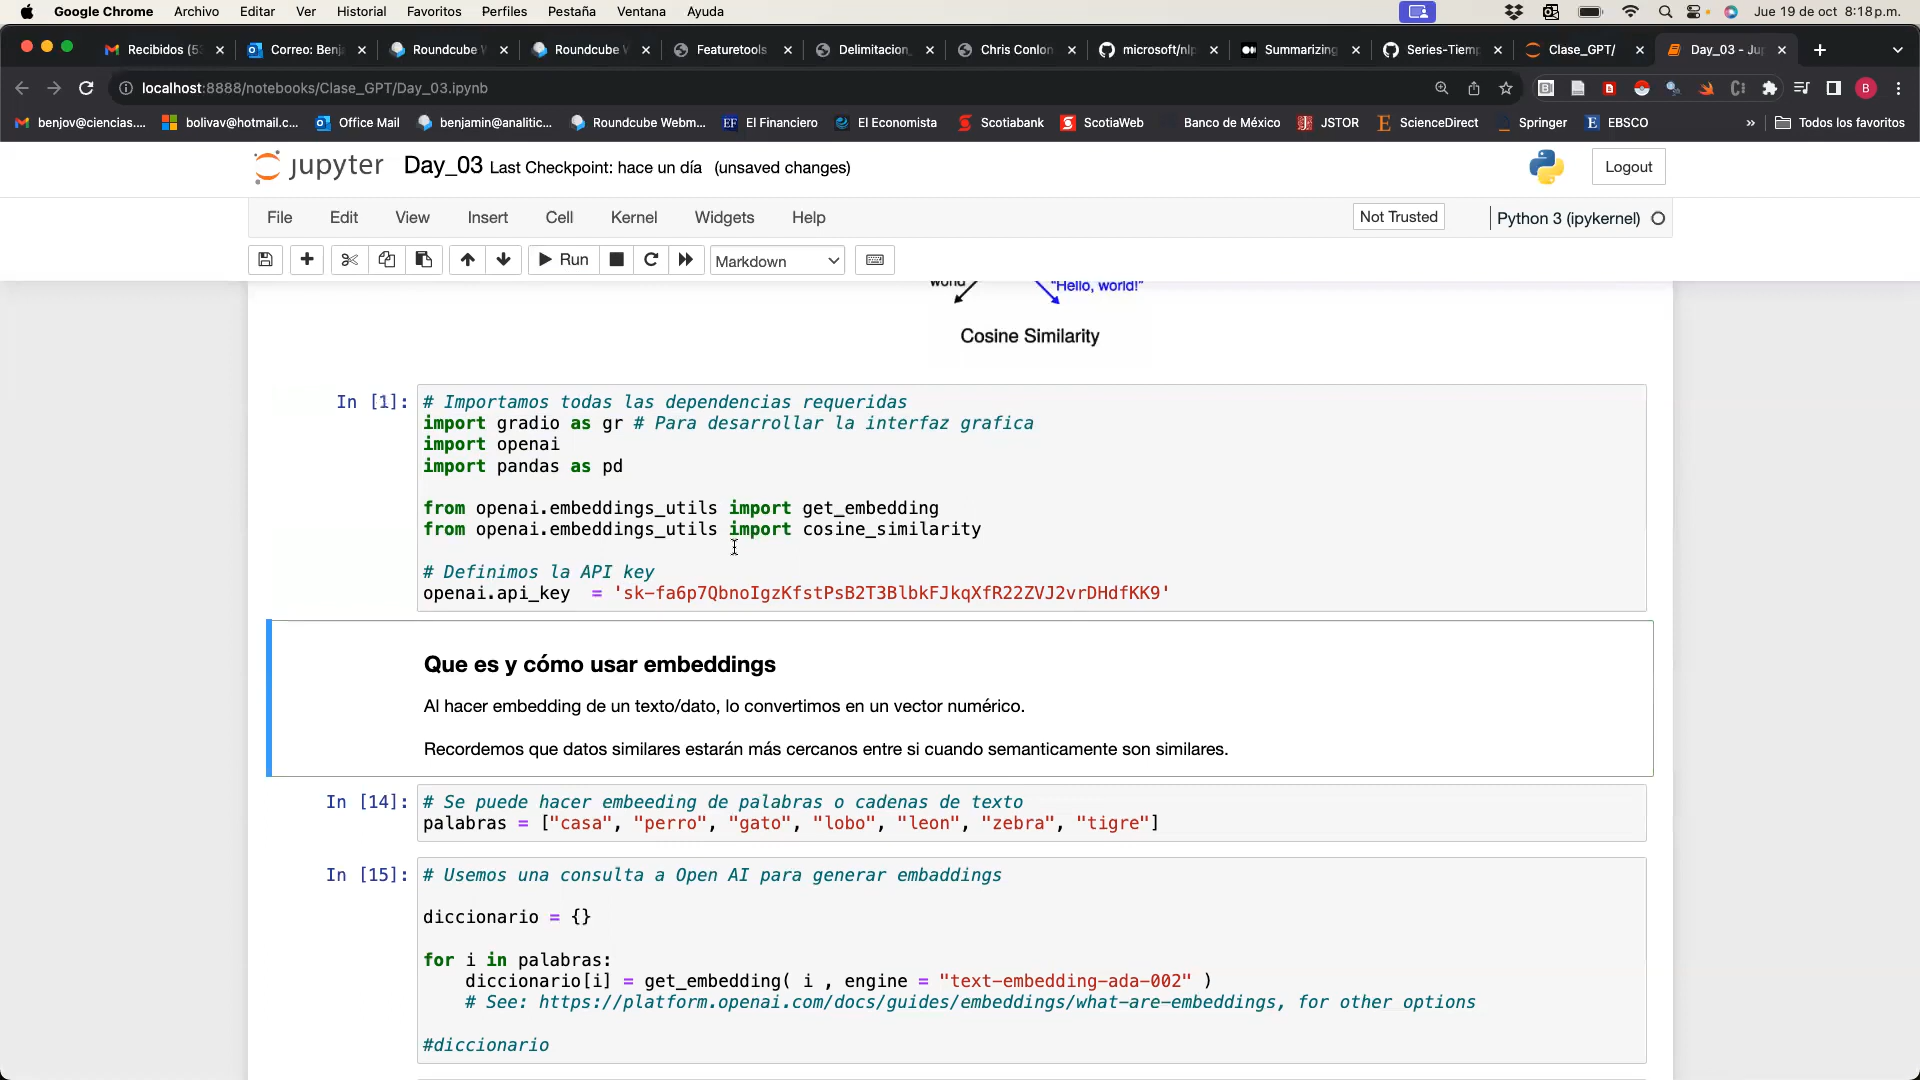 Google Chrome Archivo Editar Ver Historial Favoritos Perfiles Pestaña Ventana Ayuda Jue 19 de oct 8:18 p.m.
Recibidos (5 Correo: Benj Roundcube Roundcube Featuretools Delimitacion_ Chris Conlon microsoft/nlp Summarizing Series-Tiem Clase_GPT/ Day_03 - Ju
localhost:8888/notebooks/Clase_GPT/Day_03.ipynb
benjov@ciencias.... bolivav@hotmail.c... Office Mail benjamin@analitic... Roundcube Webm... EF El Financiero El Economista Scotiabank ScotiaWeb Banco de México JSTOR ScienceDirect Springer EBSCO » Todos los favoritos
jupyter Day_03 Last Checkpoint: hace un día (unsaved changes) Logout
File Edit View Insert Cell Kernel Widgets Help Not Trusted Python 3 (ipykernel)
Run Markdown
world "Hello, world!"
Cosine Similarity
In [1]: # Importamos todas las dependencias requeridas
import gradio as gr # Para desarrollar la interfaz grafica
import openai
import pandas as pd
from openai.embeddings_utils import get_embedding
from openai.embeddings_utils import cosine_similarity
# Definimos la API key
openai.api_key = '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'
Que es y cómo usar embeddings
Al hacer embedding de un texto/dato, lo convertimos en un vector numérico.
Recordemos que datos similares estarán más cercanos entre si cuando semanticamente son similares.
In [14]: # Se puede hacer embeeding de palabras o cadenas de texto
palabras = ["casa", "perro", "gato", "lobo", "leon", "zebra", "tigre"]
In [15]: # Usemos una consulta a Open AI para generar embaddings
diccionario = {}
for i in palabras:
diccionario[i] = get_embedding( i , engine = "text-embedding-ada-002" )
# See: https://platform.openai.com/docs/guides/embeddings/what-are-embeddings, for other options
#diccionario